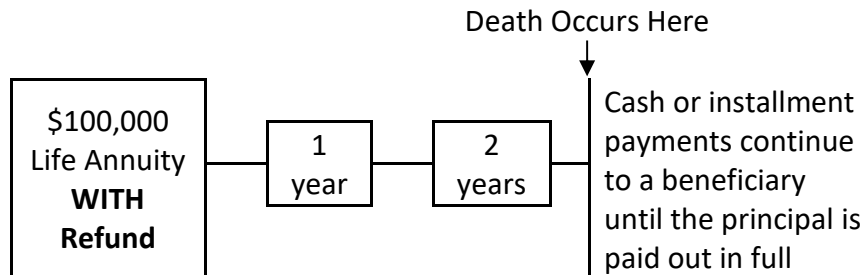 Death Occurs Here
$100,000
Life Annuity
WITH
Refund
1
year
2
years
Cash or installment
payments continue
to a beneficiary
until the principal is
paid out in full